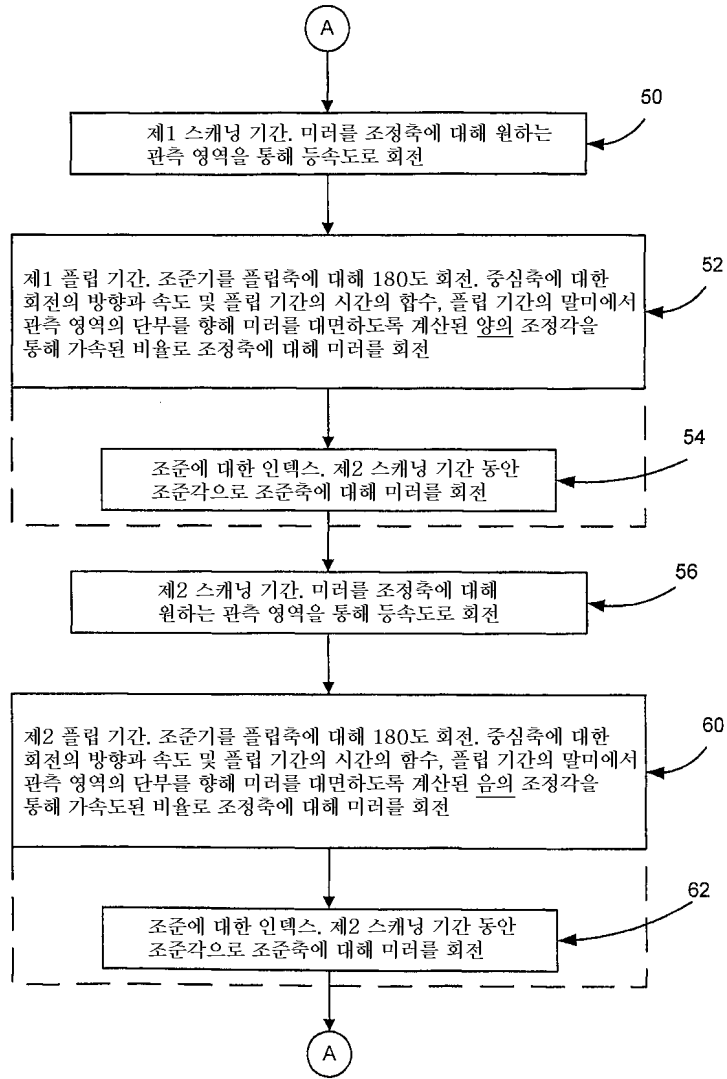 A
50
제1 스캐닝 기간. 미러를 조정축에 대해 원하는
관측 영역을 통해 등속도로 회전
52
제1 플립 기간. 조준기를 플립축에 대해 180도 회전. 중심축에 대한
회전의 방향과 속도 및 플립 기간의 시간의 합수, 플립 기간의 말미에서
관측 영역의 단부를 향해 미러를 대면하도록 계산된 양의 조정각을
통해 가속된 비율로 조정축에 대해 미러를 회전
54
조준에 대한 인덱스. 제2 스캐닝 기간 동안
조준각으로 조준축에 대해 미러를 회전
56
제2 스캐닝 기간. 미러를 조정축에 대해
원하는 관측 영역을 통해 등속도로 회전
60
제2 플립 기간. 조준기를 플립축에 대해 180도 회전. 중심축에 대한
회전의 방향과 속도 및 플립 기간의 시간의 함수, 플립 기간의 말미에서
관측 영역의 단부를 향해 미러를 대면하도록 계산된 음의 조정각을
통해 가속도된 비율로 조정축에 대해 미러를 회전
62
조준에 대한 인덱스. 제2 스캐닝 기간 동안
조준각으로 조준축에 대해 미러를 회전
A